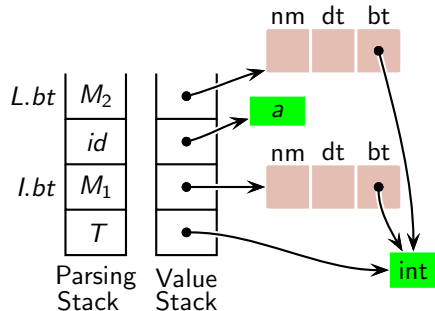 nm dt bt
L.bt M2
a
id
nm dt bt
I.bt M1
T
int
Parsing Stack
Value Stack